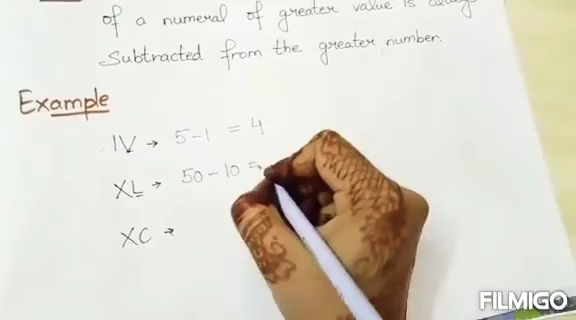 of a numeral of greater value is
Subtracted from the greater number.
Example
IV → 5-1 = 4
XL → 50-10 =
XC →
FILMIGO